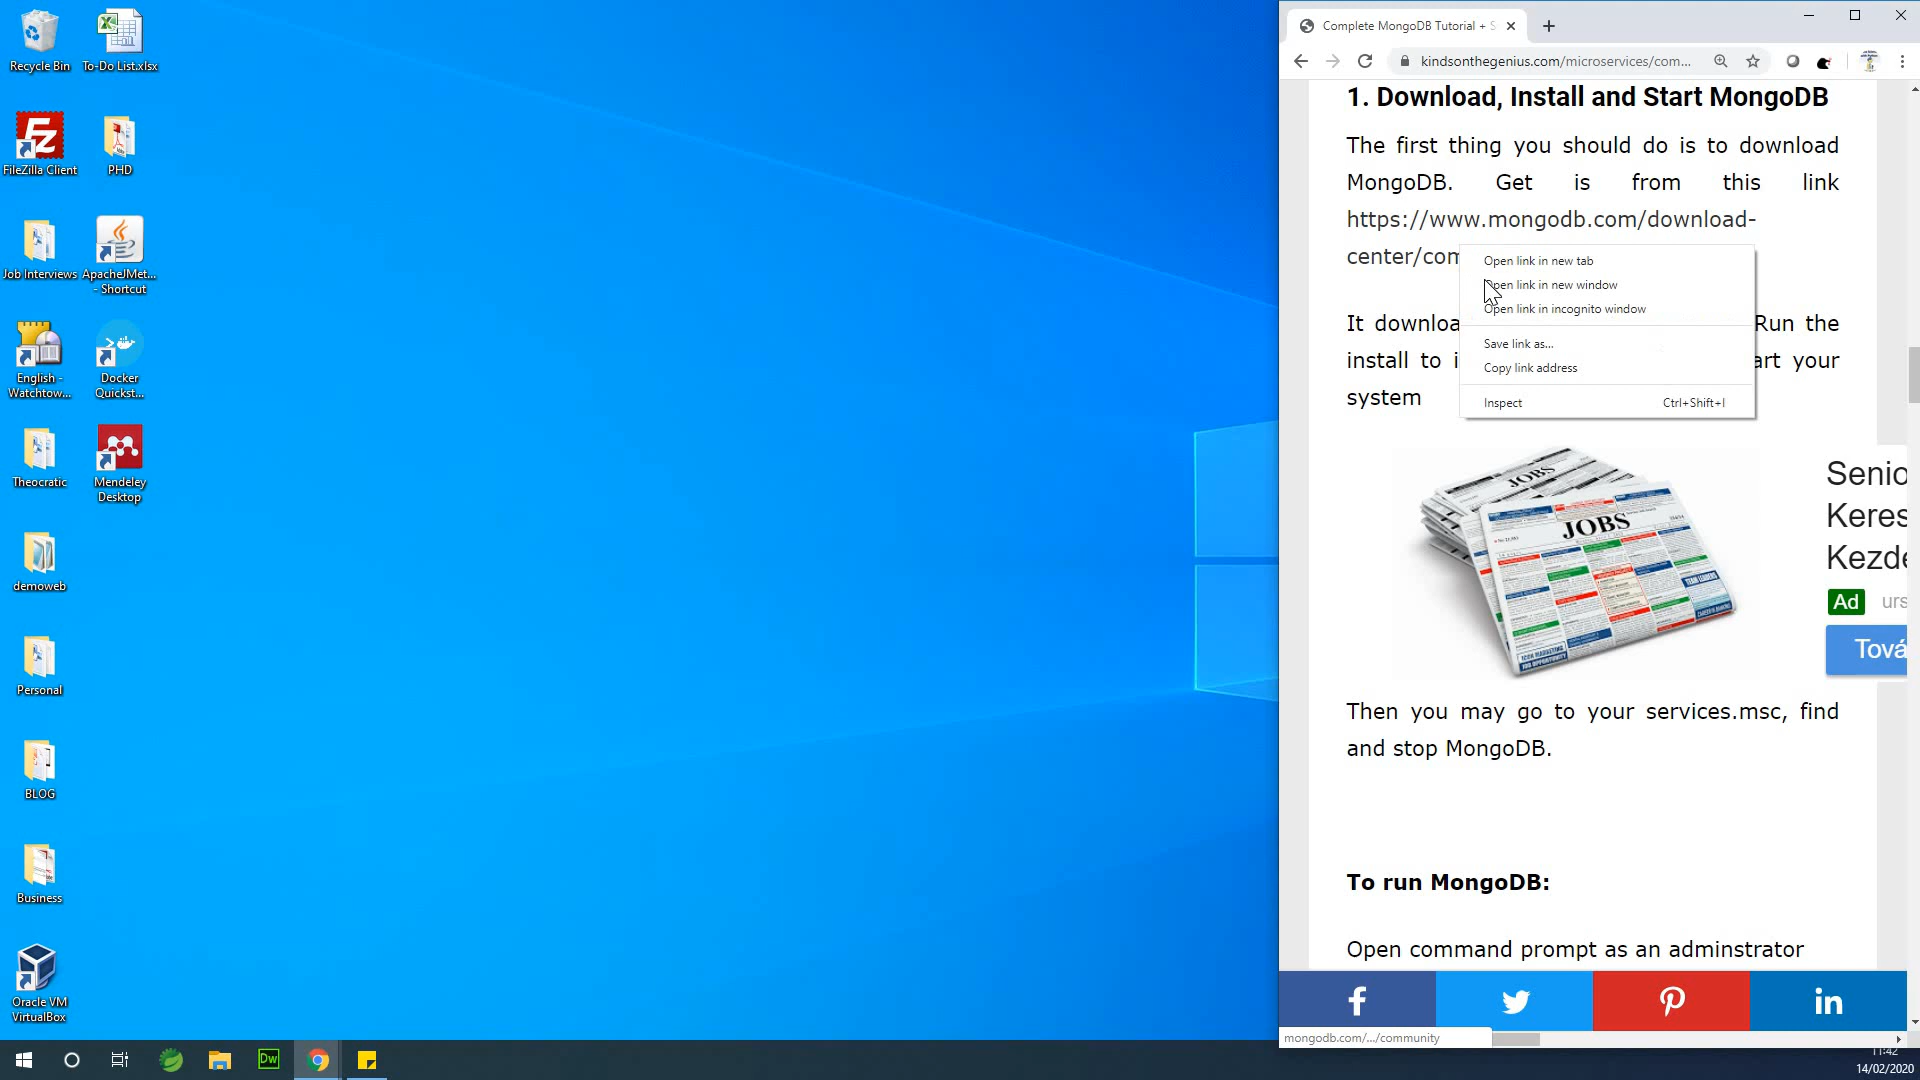 Recycle Bin
To-Do List.xlsx
FileZilla Client
PHD
Job Interviews
ApacheJMet...
- Shortcut
English -
Watchtow...
Docker
Quickst...
Theocratic
Mendeley
Desktop
demoweb
Personal
BLOG
Business
Oracle VM
VirtualBox
Complete MongoDB Tutorial + S
kindsonthegenius.com/microservices/com...
1. Download, Install and Start MongoDB
The first thing you should do is to download
MongoDB. Get is from this link
https://www.mongodb.com/download-
center/com
Open link in new tab
Open link in new window
Open link in incognito window
Save link as...
Copy link address
Inspect Ctrl+Shift+I
It downloa Run the
install to i art your
system
JOBS
JOBS
Senio
Keres
Kezde
Ad urs
Tová
Then you may go to your services.msc, find
and stop MongoDB.
To run MongoDB:
Open command prompt as an adminstrator
mongodb.com/.../community
Dw
11:42
14/02/2020